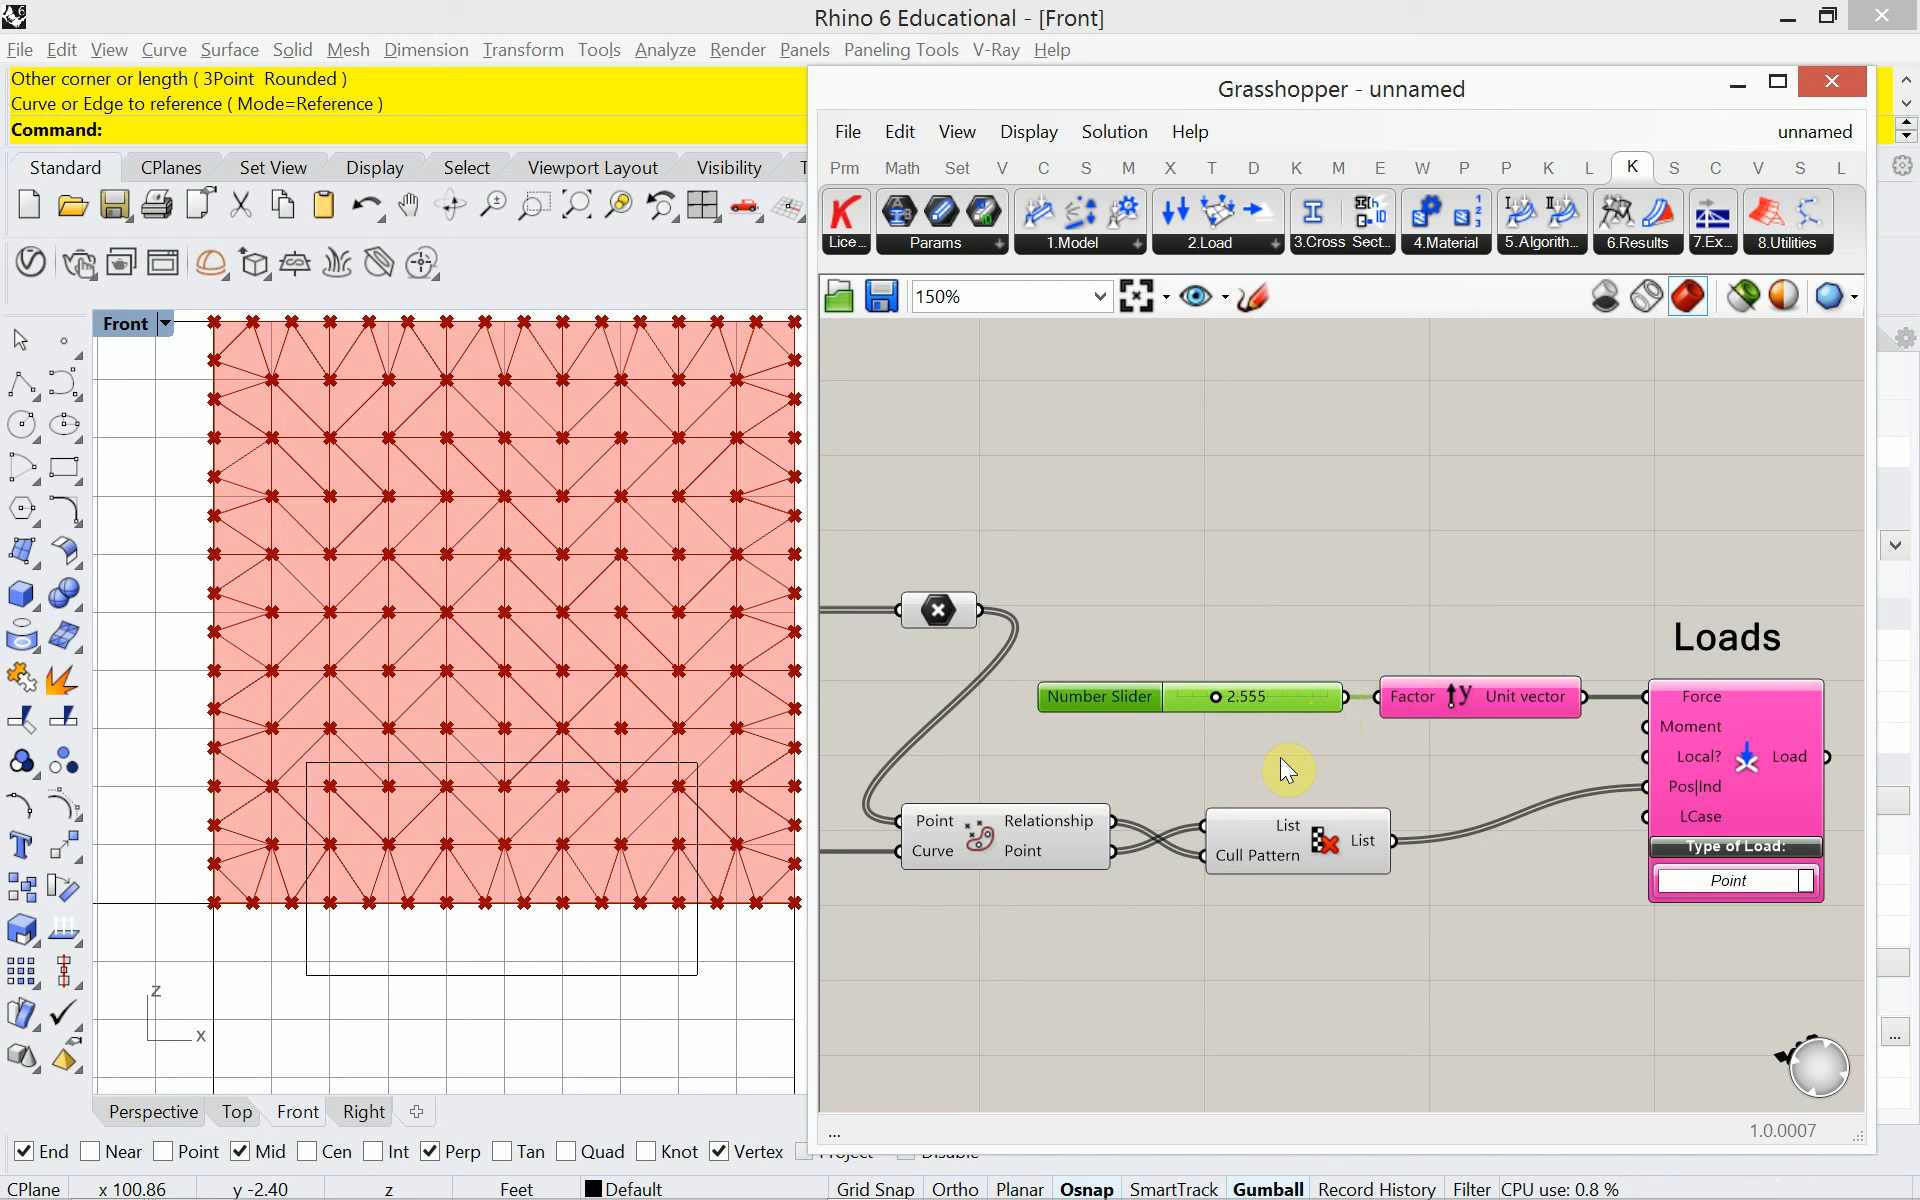 Rhino 6 Educational - [Front]
File Edit View Curve Surface Solid Mesh Dimension Transform Tools Analyze Render Panels Paneling Tools V-Ray Help
Other corner or length ( 3Point Rounded )
Curve or Edge to reference ( Mode=Reference )
Command:
Standard CPlanes Set View Display Select Viewport Layout Visibility T
Front
z
x
Perspective Top Front Right
End Near Point Mid Cen Int Perp Tan Quad Knot Vertex
CPlane x 100.86 y -2.40 z Feet Default Grid Snap Ortho Planar Osnap SmartTrack Gumball Record History Filter CPU use: 0.8 %
Grasshopper - unnamed
File Edit View Display Solution Help unnamed
Prm Math Set V C S M X T D K M E W P P K L K S C V S L
Lice... Params 1.Model 2.Load 3.Cross Sect... 4.Material 5.Algorith... 6.Results 7.Ex... 8.Utilities
150%
Loads
Number Slider 2.555
Factor y Unit vector
Force
Moment
Local? Load
Pos|Ind
LCase
Type of Load:
Point
Point Relationship
Curve Point
List
Cull Pattern List
...
1.0.0007
...